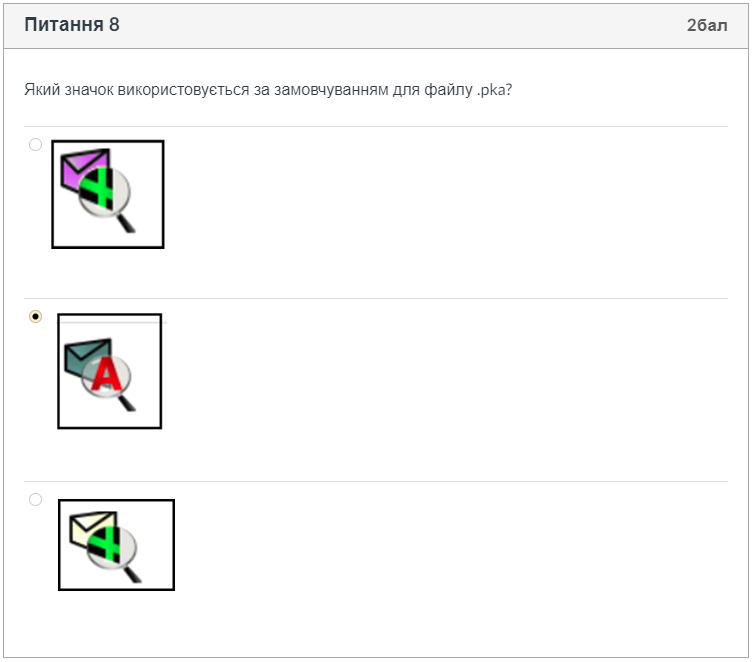 Питання 8
2бал
Який значок використовується за замовчуванням для файлу .pka?
A